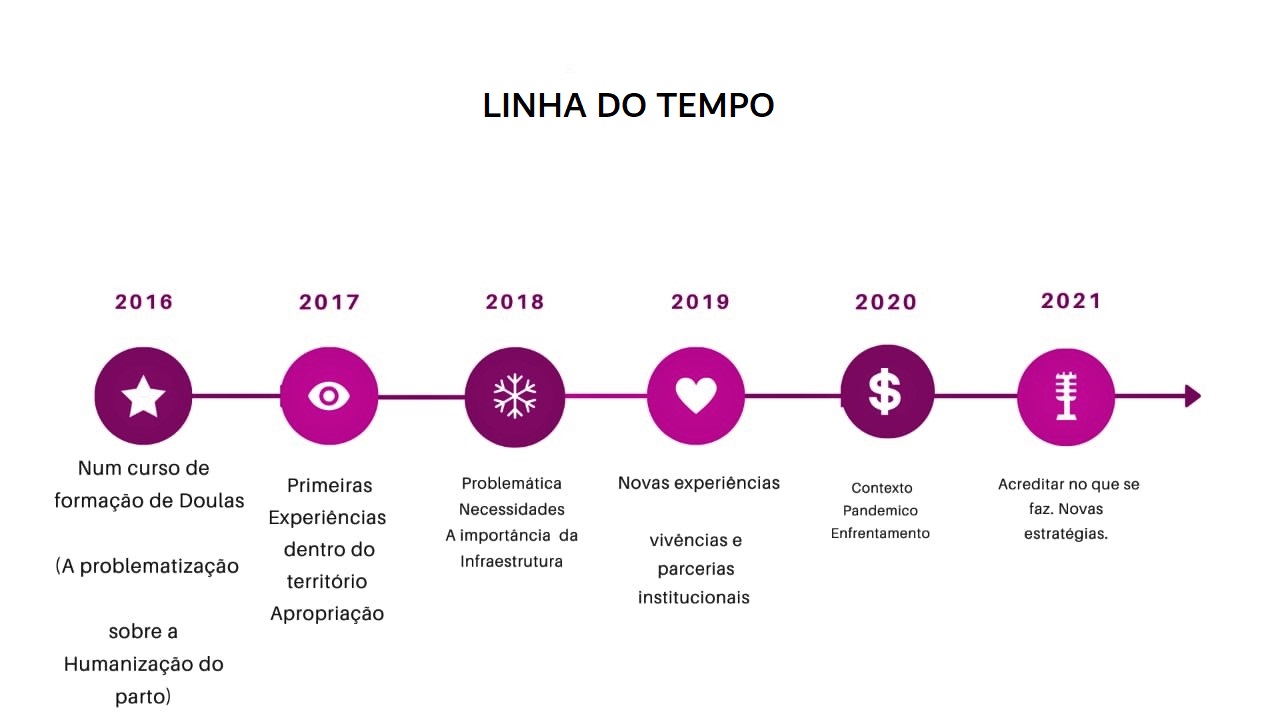 LINHA DO TEMPO
2016
Num curso de
formação de Doulas
(A problematização
sobre a
Humanização do
parto)
2017
Primeiras
Experiências
dentro do
território
Apropriação
2018
Problemática
Necessidades
A importância da
Infraestrutura
2019
Novas experiências
vivências e
parcerias
institucionais
2020
$
Contexto
Pandemico
Enfrentamento
2021
Acreditar no que se
faz. Novas
estratégias.